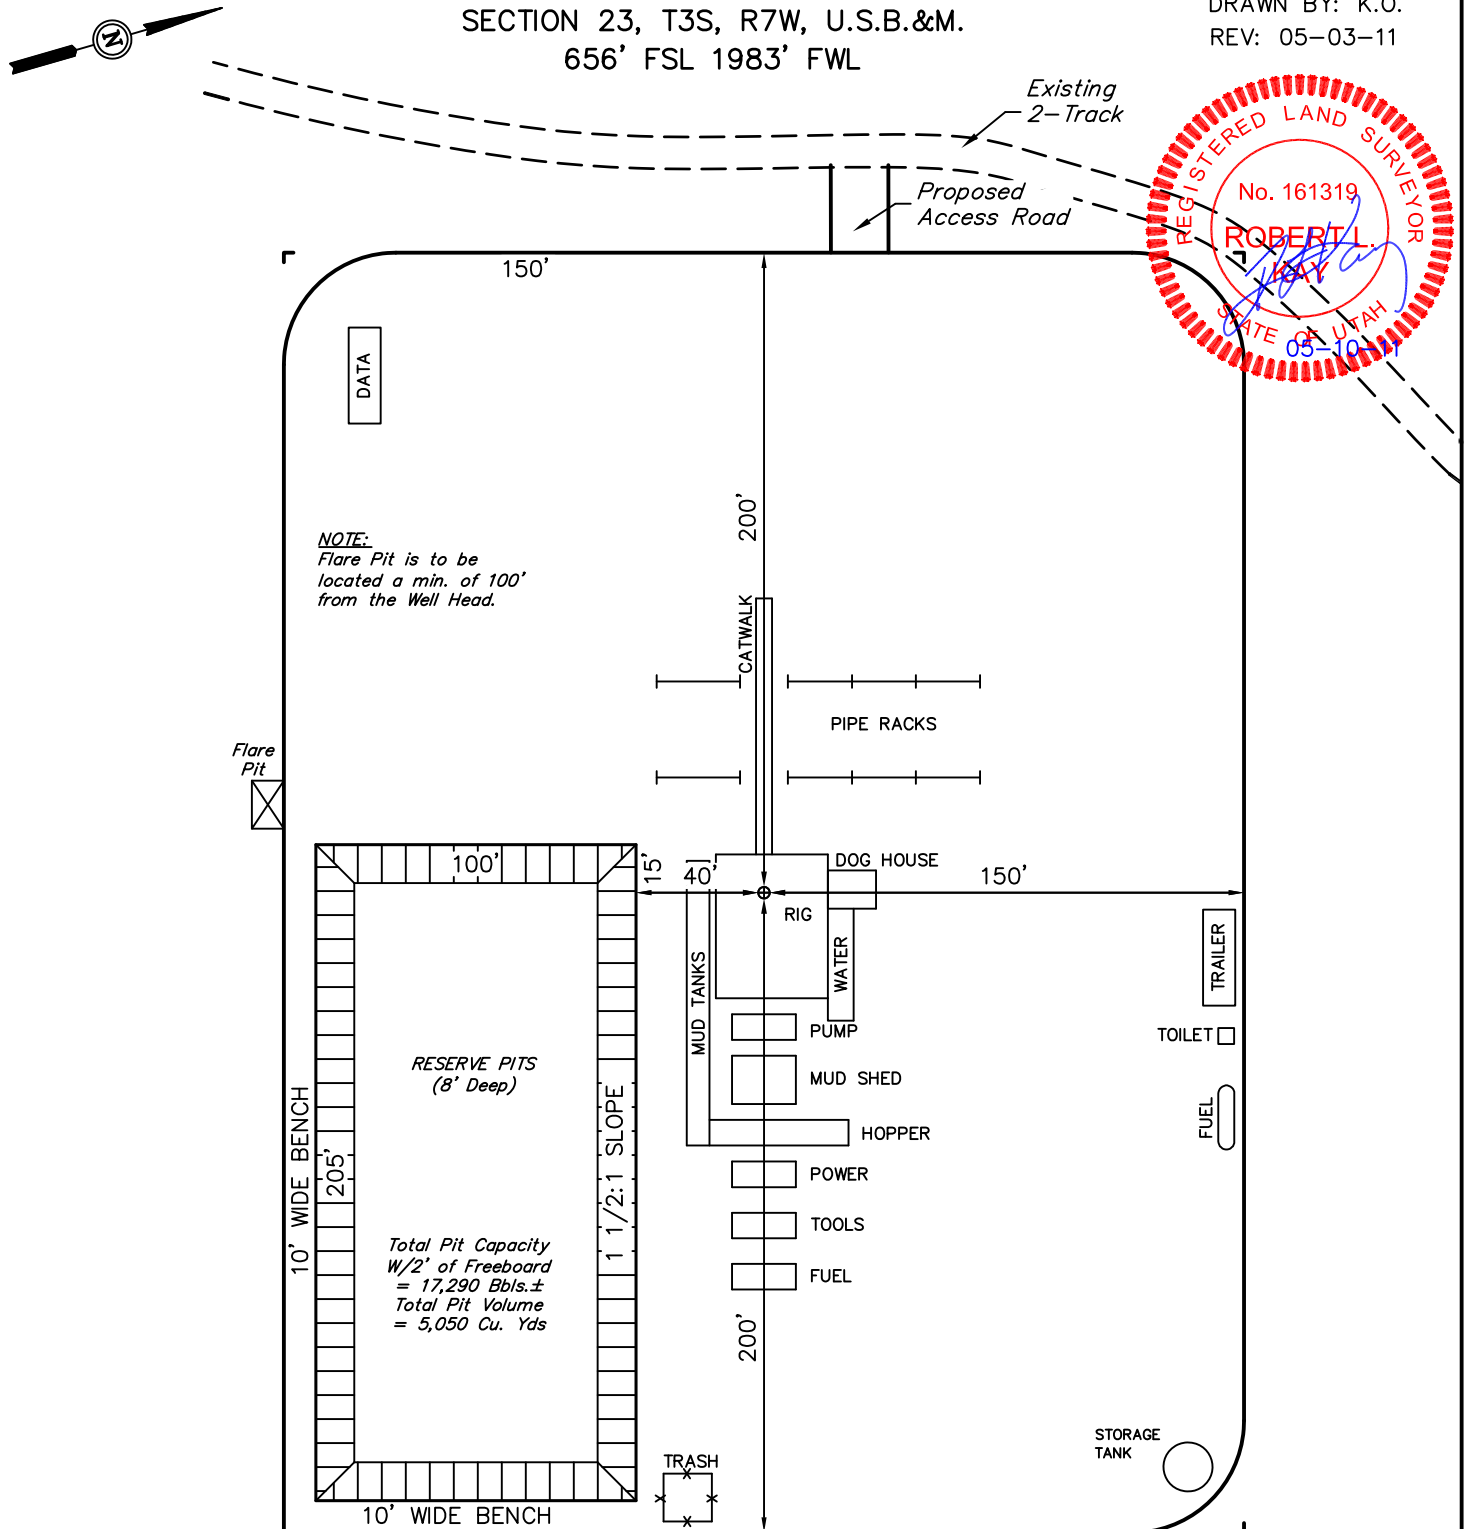 SECTION 23, T3S, R7W, U.S.B.&M.
656' FSL 1983' FWL
DRAWN BY: K.O.
REV: 05-03-11
N
Existing
2-Track
Proposed
Access Road
REGISTERED LAND SURVEYOR
No. 161319
ROBERT L.
KAY
STATE OF UTAH
05-10-11
150'
DATA
200'
NOTE:
Flare Pit is to be
located a min. of 100'
from the Well Head.
CATWALK
PIPE RACKS
Flare
Pit
100'
15'
40'
DOG HOUSE
150'
RIG
WATER
MUD TANKS
TRAILER
PUMP
TOILET
RESERVE PITS
(8' Deep)
MUD SHED
FUEL
HOPPER
10' WIDE BENCH
205'
1 1/2:1 SLOPE
POWER
TOOLS
Total Pit Capacity
W/2' of Freeboard
= 17,290 Bbls.±
Total Pit Volume
= 5,050 Cu. Yds
FUEL
200'
STORAGE
TANK
TRASH
10' WIDE BENCH